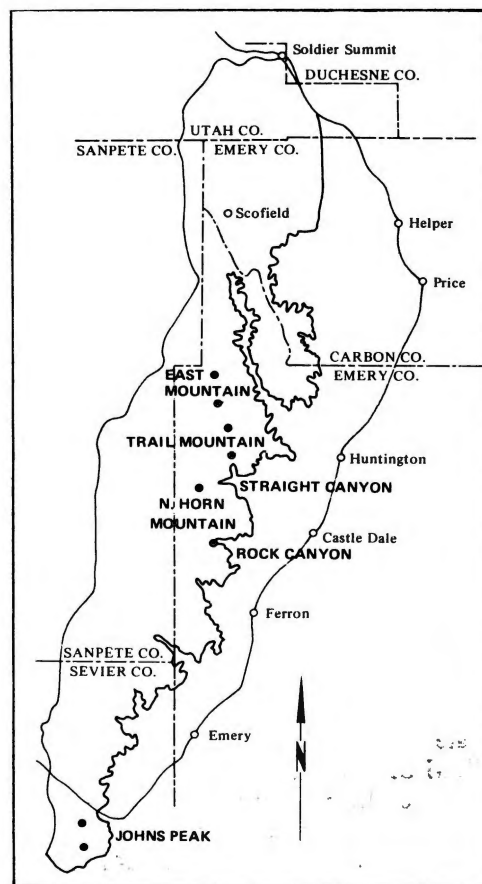 Soldier Summit
DUCHESNE CO.
UTAH CO.
SANPETE CO. EMERY CO.
Scofield
Helper
Price
CARBON CO.
EMERY CO.
EAST
MOUNTAIN
TRAIL MOUNTAIN
Huntington
STRAIGHT CANYON
N. HORN
MOUNTAIN
Castle Dale
ROCK CANYON
Ferron
SANPETE CO.
SEVIER CO.
Emery
N
JOHNS PEAK